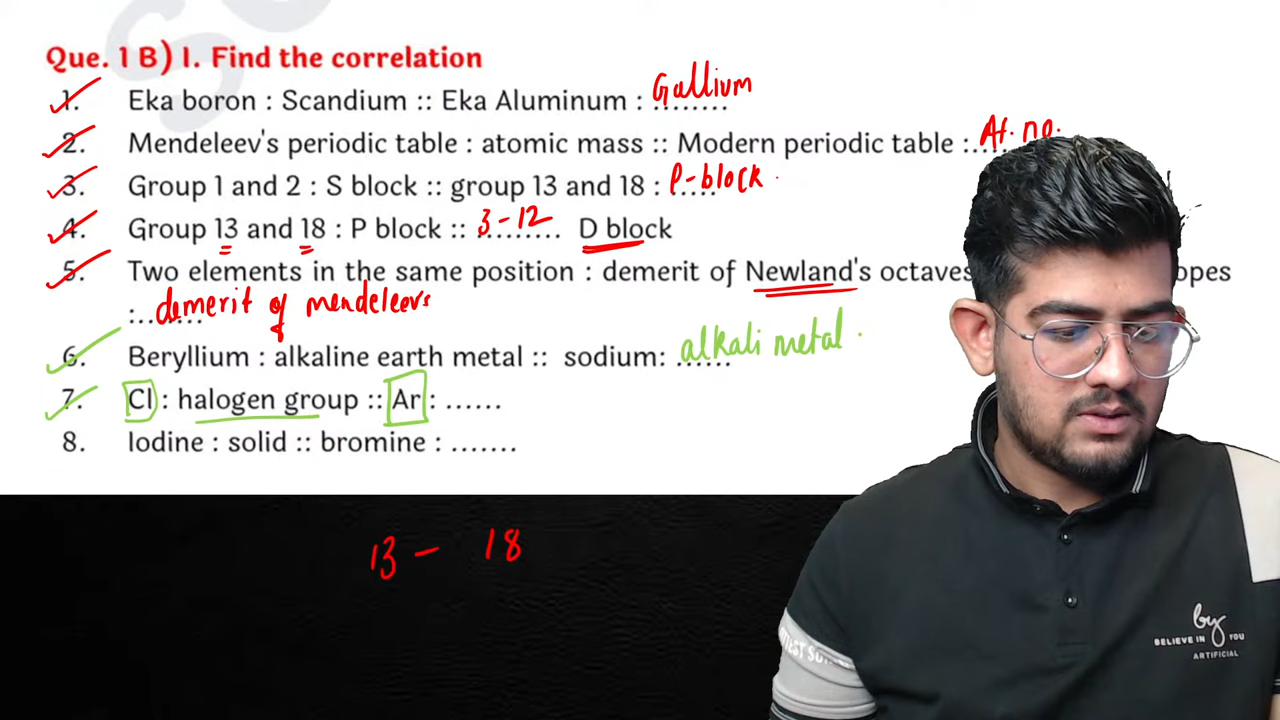 Que. 1 B) I. Find the correlation
1. Eka boron : Scandium :: Eka Aluminum : ........ Gallium
2. Mendeleev's periodic table : atomic mass :: Modern periodic table :.... At. no.
3. Group 1 and 2 : S block :: group 13 and 18 : ...... P-block
4. Group 13 and 18 : P block :: ......... 3-12 D block
5. Two elements in the same position : demerit of Newland's octaves opes
:....... demerit of mendeleevs
6. Beryllium : alkaline earth metal :: sodium: ...... alkali metal
7. Cl : halogen group :: Ar : ......
8. Iodine : solid :: bromine : .......
13 - 18
by
BELIEVE IN YOU
ARTIFICIAL